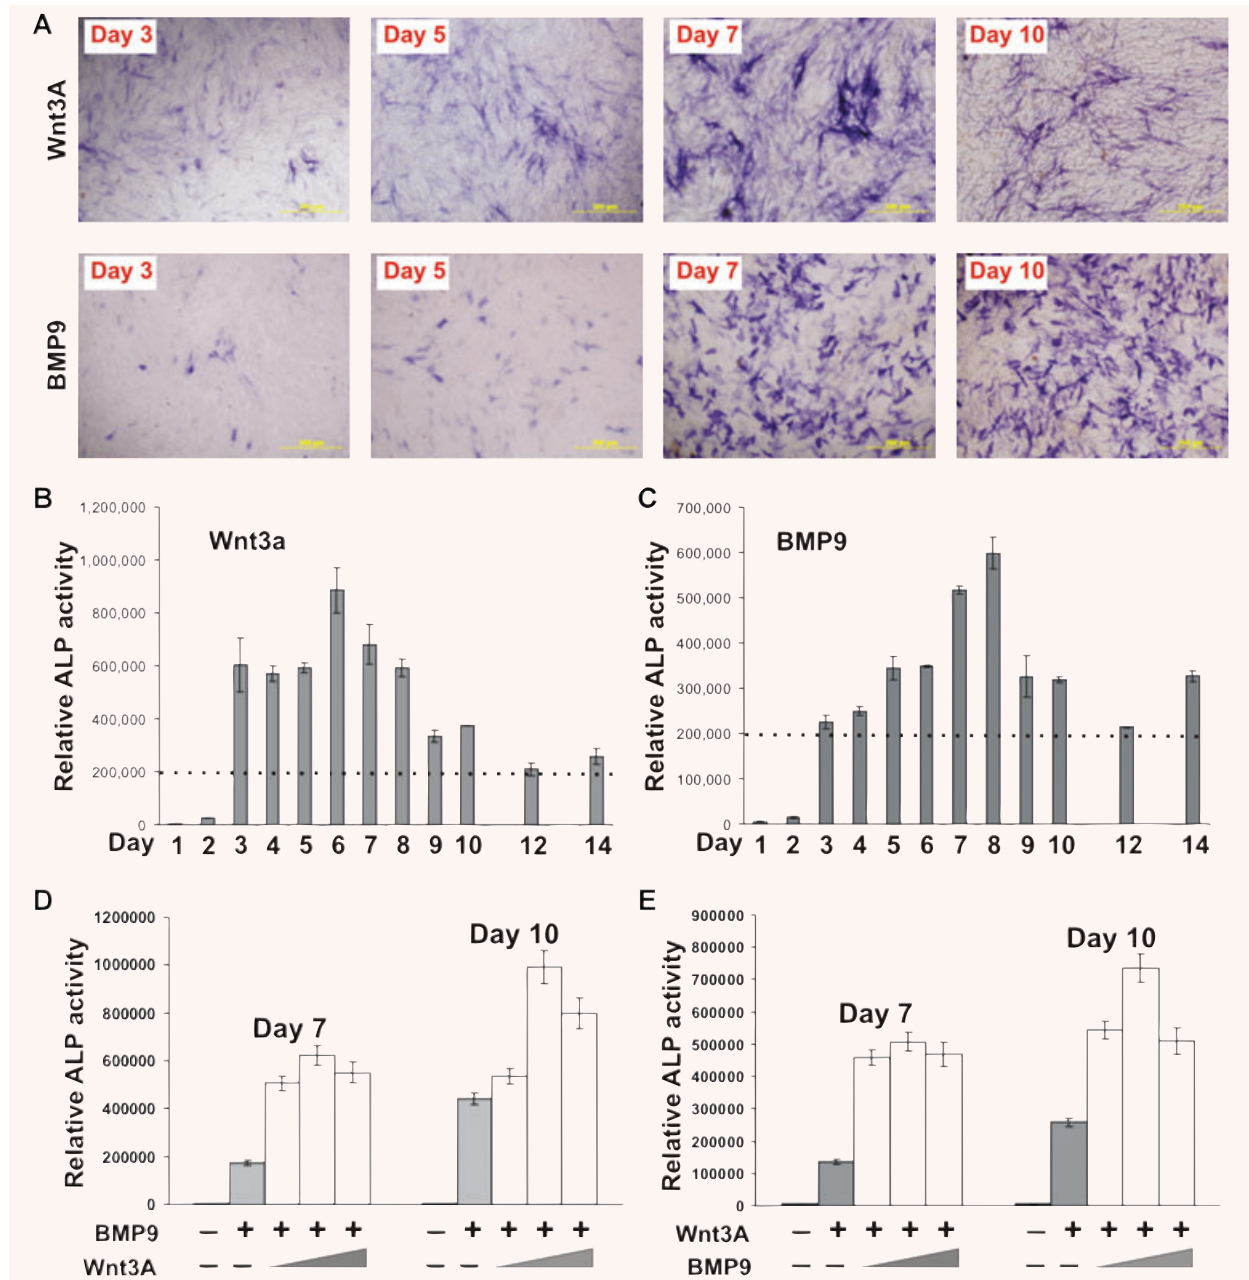 A
Day 3
Day 5
Day 7
Day 10
Wnt3A
Day 3
Day 5
Day 7
Day 10
BMP9
B
Wnt3a
Relative ALP activity
1,200,000
1,000,000
800,000
600,000
400,000
200,000
0
Day 1 2 3 4 5 6 7 8 9 10 12 14
C
BMP9
Relative ALP activity
700,000
600,000
500,000
400,000
300,000
200,000
100,000
0
Day 1 2 3 4 5 6 7 8 9 10 12 14
D
Relative ALP activity
1200000
1000000
800000
600000
400000
200000
0
Day 7
Day 10
BMP9 – + + + + – + + + +
Wnt3A – – – –
E
Relative ALP activity
900000
800000
700000
600000
500000
400000
300000
200000
100000
0
Day 7
Day 10
Wnt3A – + + + + – + + + +
BMP9 – – – –